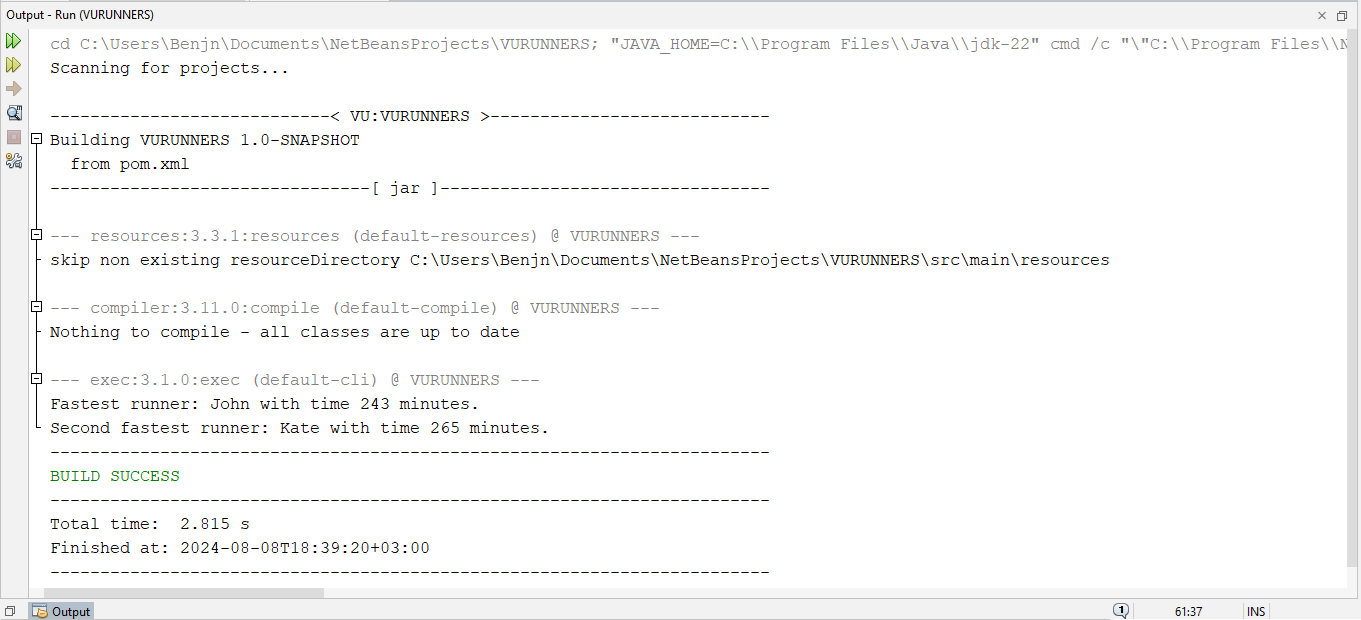 Output - Run (VURUNNERS)
cd C:\Users\Benjn\Documents\NetBeansProjects\VURUNNERS; "JAVA_HOME=C:\\Program Files\\Java\\jdk-22" cmd /c "\"C:\\Program Files\\N
Scanning for projects...
----------------------------< VU:VURUNNERS >----------------------------
Building VURUNNERS 1.0-SNAPSHOT
  from pom.xml
--------------------------------[ jar ]---------------------------------
--- resources:3.3.1:resources (default-resources) @ VURUNNERS ---
skip non existing resourceDirectory C:\Users\Benjn\Documents\NetBeansProjects\VURUNNERS\src\main\resources
--- compiler:3.11.0:compile (default-compile) @ VURUNNERS ---
Nothing to compile - all classes are up to date
--- exec:3.1.0:exec (default-cli) @ VURUNNERS ---
Fastest runner: John with time 243 minutes.
Second fastest runner: Kate with time 265 minutes.
------------------------------------------------------------------------
BUILD SUCCESS
------------------------------------------------------------------------
Total time:  2.815 s
Finished at: 2024-08-08T18:39:20+03:00
------------------------------------------------------------------------
Output 1 61:37 INS